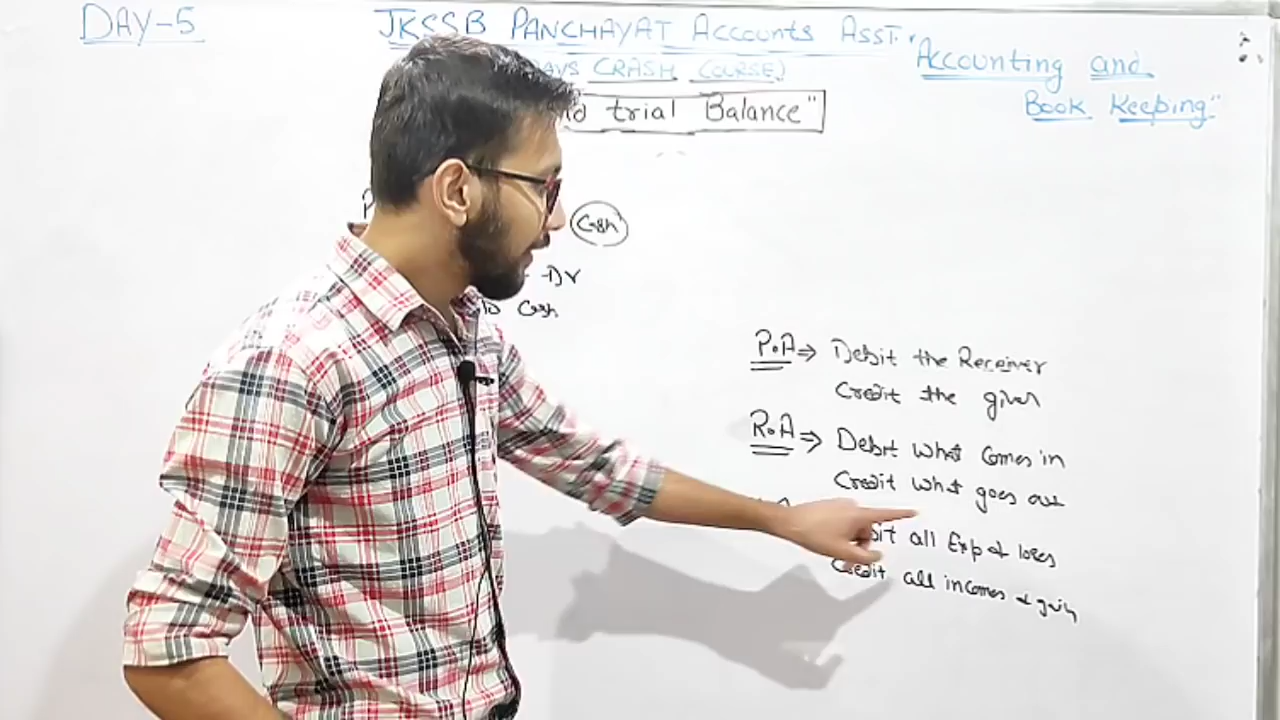 DAY-5
JKSSB PANCHAYAT Accounts ASST.
DAYS CRASH COURSE)
"Accounting and
Book Keeping"
nd trial Balance"
P
Cash
Dr
to Cash
P.A ⇒ Debit the Receiver
Credit the giver
R.A ⇒ Debit what comes in
Credit what goes out
bit all Exp & loses
Credit all incomes & gain